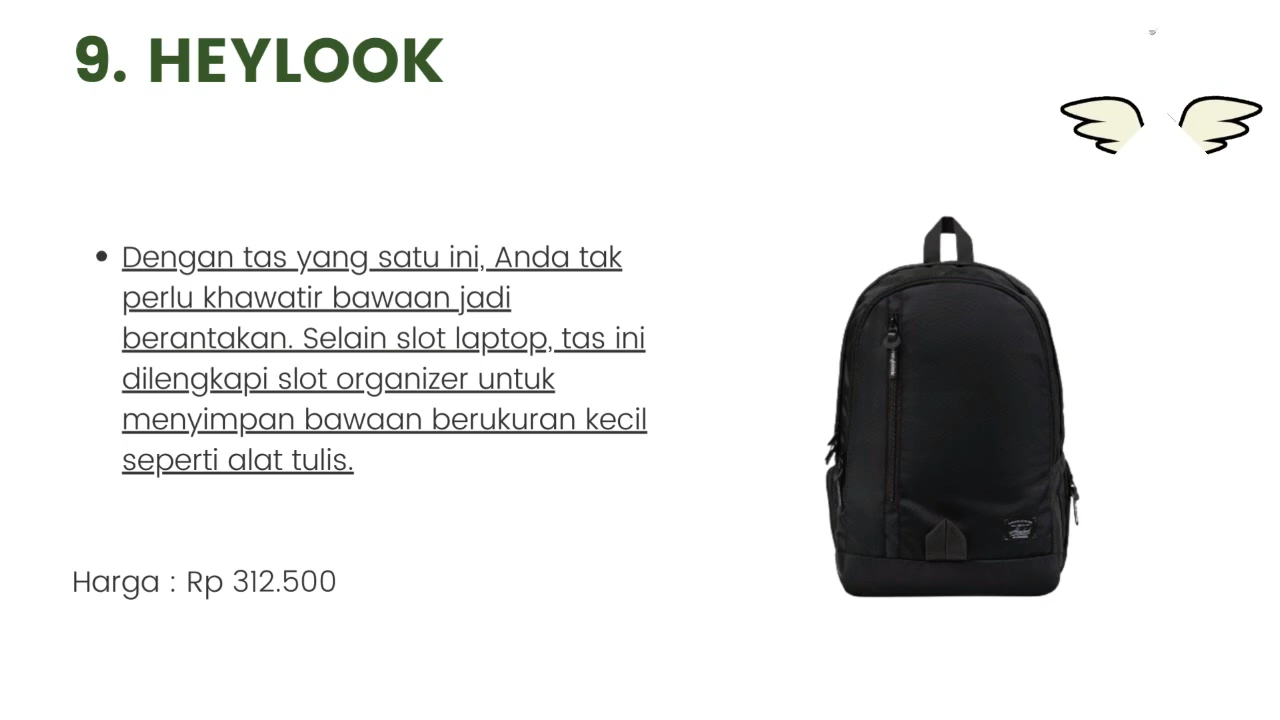 9. HEYLOOK
Dengan tas yang satu ini, Anda tak
perlu khawatir bawaan jadi
berantakan. Selain slot laptop, tas ini
dilengkapi slot organizer untuk
menyimpan bawaan berukuran kecil
seperti alat tulis.
Harga : Rp 312.500